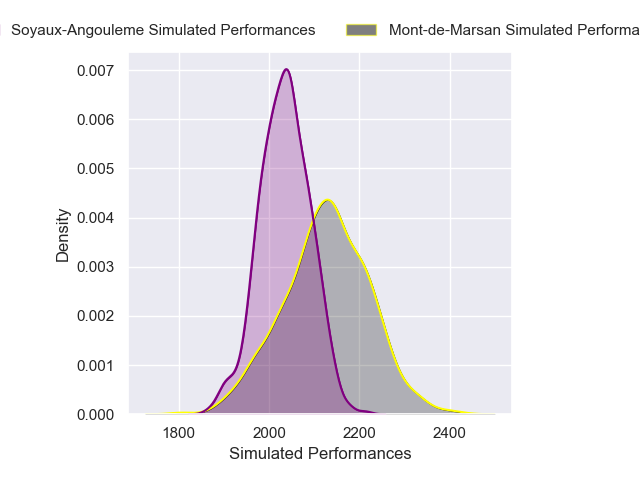 Soyaux-Angouleme Simulated Performances
Mont-de-Marsan Simulated Performa
0.007
0.006
0.005
0.004
0.003
0.002
0.001
0.000
Density
1800 2000 2200 2400
Simulated Performances